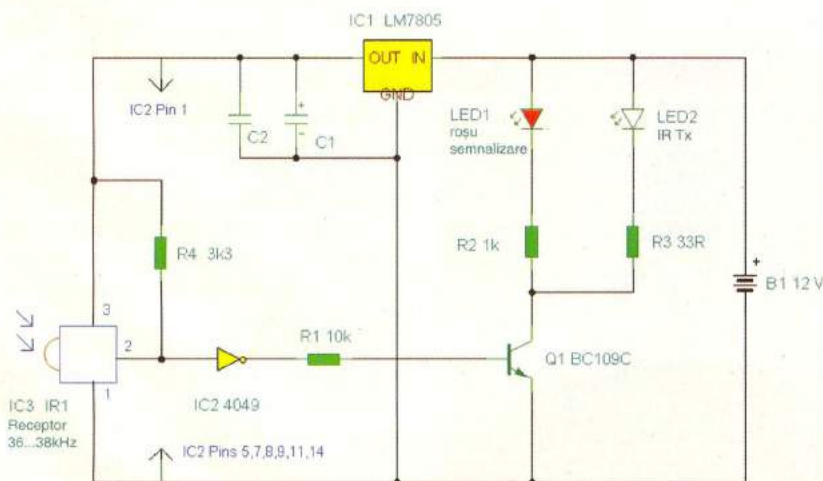 IC1 LM7805
OUT IN
GND
IC2 Pin 1
C2
C1
+
-
LED1
roșu
semnalizare
LED2
IR Tx
R4 3k3
R2 1k
R3 33R
+
B1 12 V
3
2
1
R1 10k
Q1 BC109C
IC3 IR1
Receptor
36...38kHz
IC2 4049
IC2 Pins 5,7,8,9,11,14